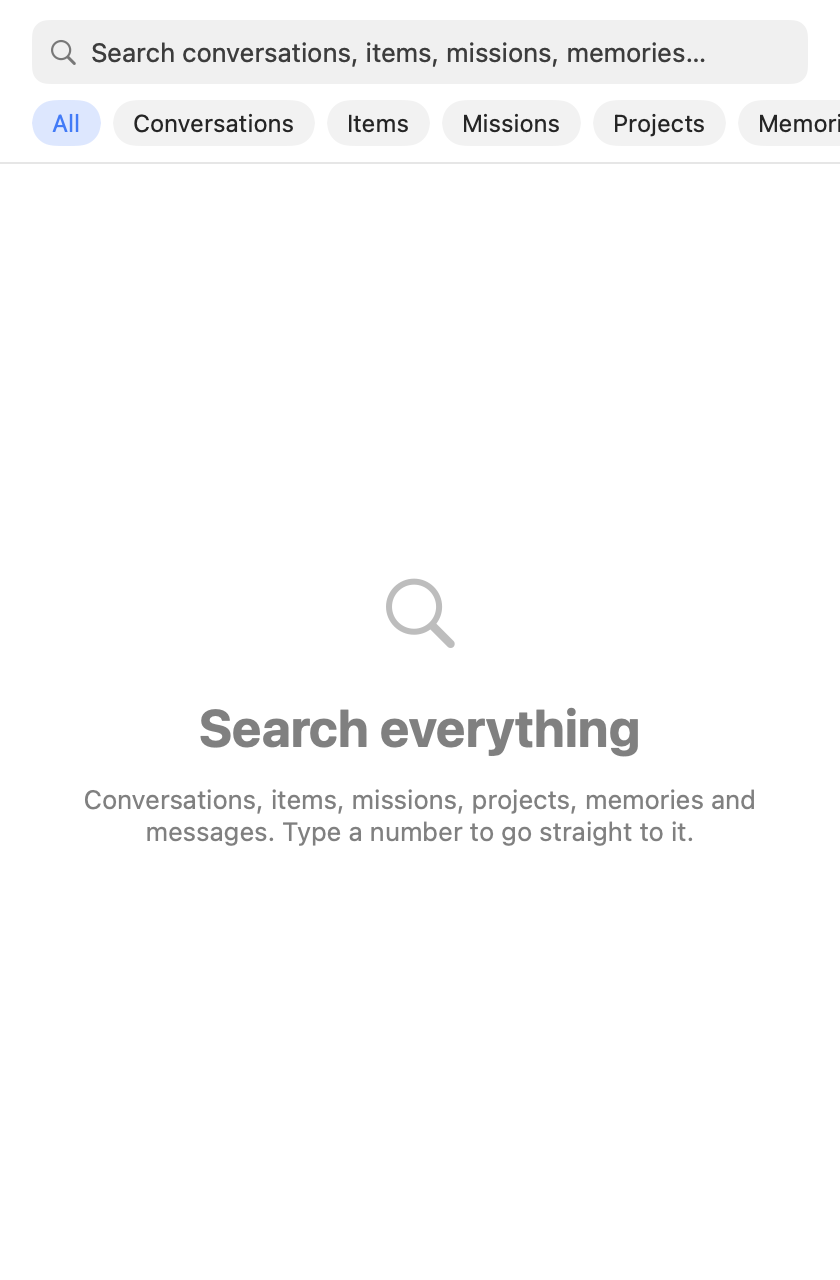 Search conversations, items, missions, memories...
All
Conversations
Items
Missions
Projects
Memori
Search everything
Conversations, items, missions, projects, memories and
messages. Type a number to go straight to it.